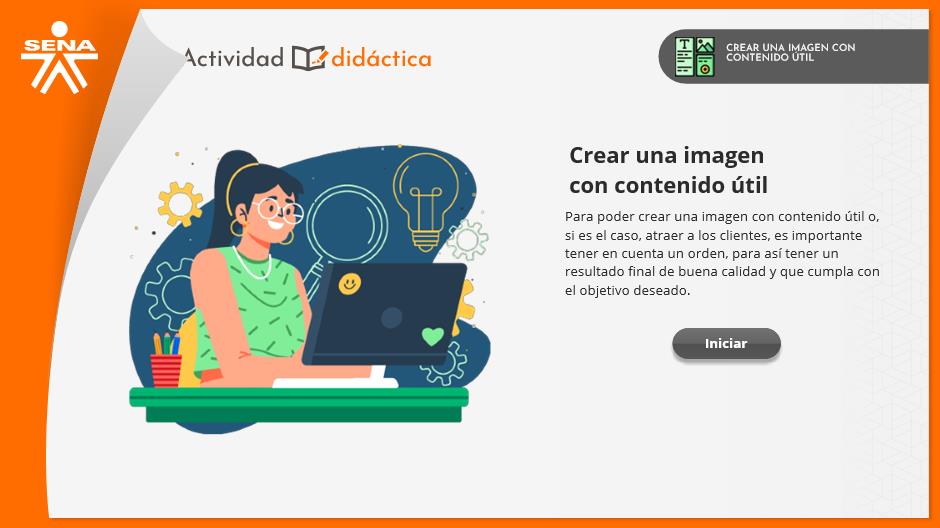 SENA
Actividad didáctica
CREAR UNA IMAGEN CON
CONTENIDO ÚTIL
T
Crear una imagen
con contenido útil
Para poder crear una imagen con contenido útil o,
si es el caso, atraer a los clientes, es importante
tener en cuenta un orden, para así tener un
resultado final de buena calidad y que cumpla con
el objetivo deseado.
Iniciar